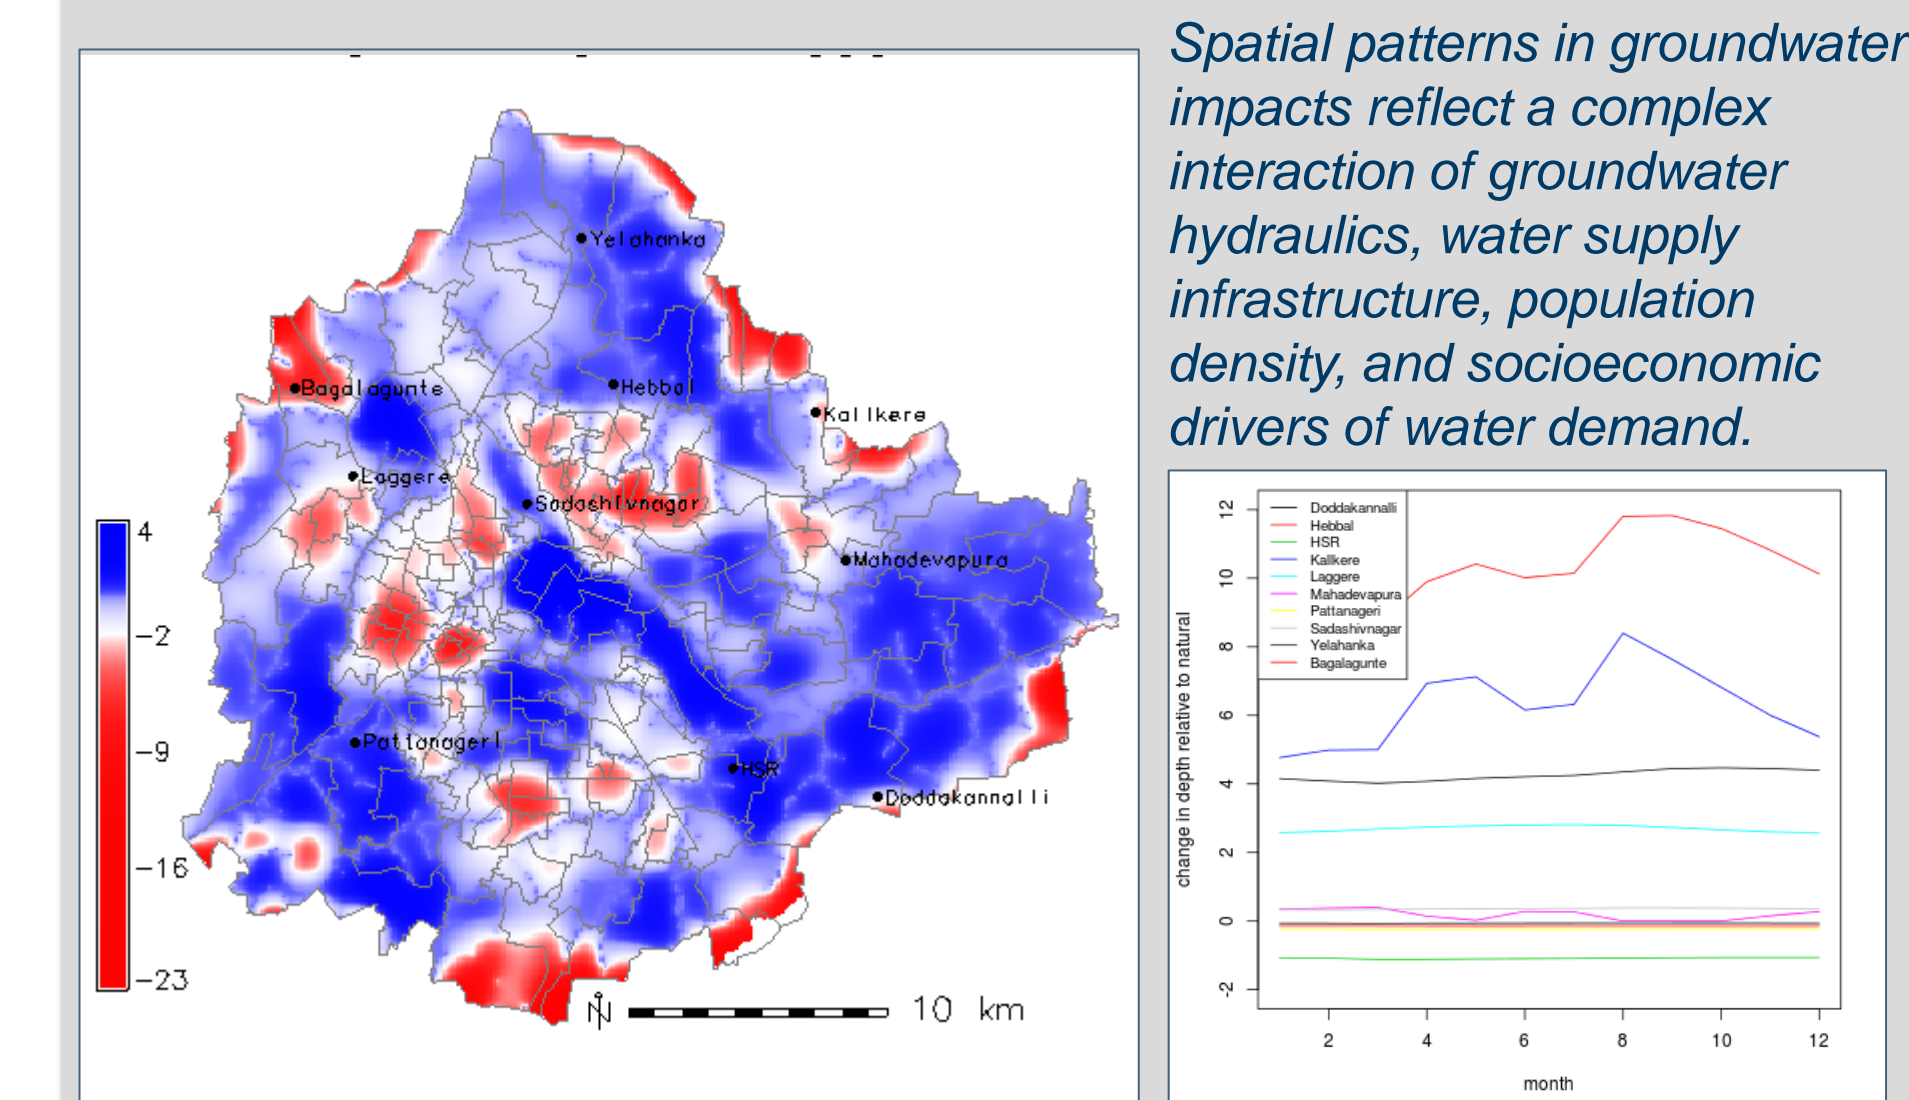 Spatial patterns in groundwater
impacts reflect a complex
interaction of groundwater
hydraulics, water supply
infrastructure, population
density, and socioeconomic
drivers of water demand.
Yelahanka
Bagalagunte
Hebbal
Kallkere
Laggere
Sadashivnagar
Mahadevapura
Pattanageri
HSR
Doddakannalli
4
-2
-9
-16
-23
N
10 km
change in depth relative to natural
12
10
8
6
4
2
0
-2
Doddakannalli
Hebbal
HSR
Kallkere
Laggere
Mahadevapura
Pattanageri
Sadashivnagar
Yelahanka
Bagalagunte
2 4 6 8 10 12
month